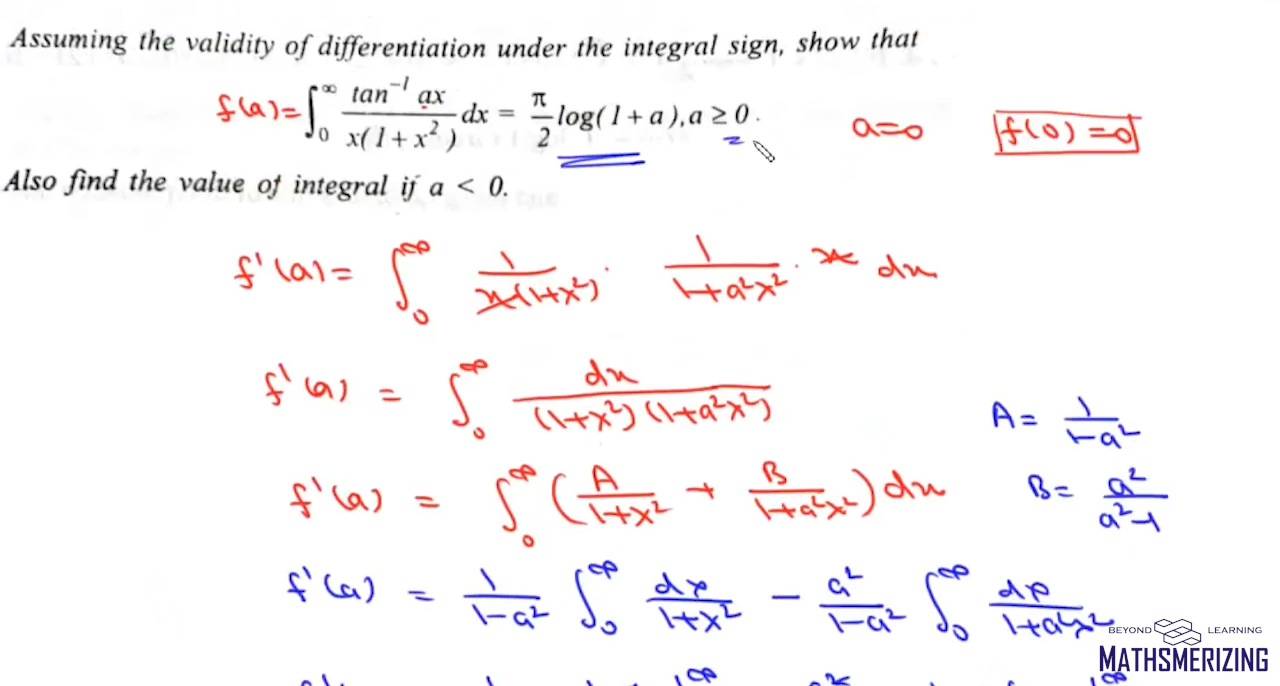 Assuming the validity of differentiation under the integral sign, show that
f(a)= ∫₀^∞ tan⁻¹ ax / x(1+x²) dx = π/2 log(1+a), a ≥ 0.
a=0 f(0)=0
Also find the value of integral if a < 0.
f'(a)= ∫₀^∞ 1/x(1+x²) · 1/1+a²x² · x dx
f'(a) = ∫₀^∞ dx/(1+x²)(1+a²x²)
A= 1/1-a²
f'(a) = ∫₀^∞ (A/1+x² + B/1+a²x²) dx
B= a²/a²-1
f'(a) = 1/1-a² ∫₀^∞ dx/1+x² - a²/1-a² ∫₀^∞ dx/1+a²x²
BEYOND LEARNING
MATHSMERIZING